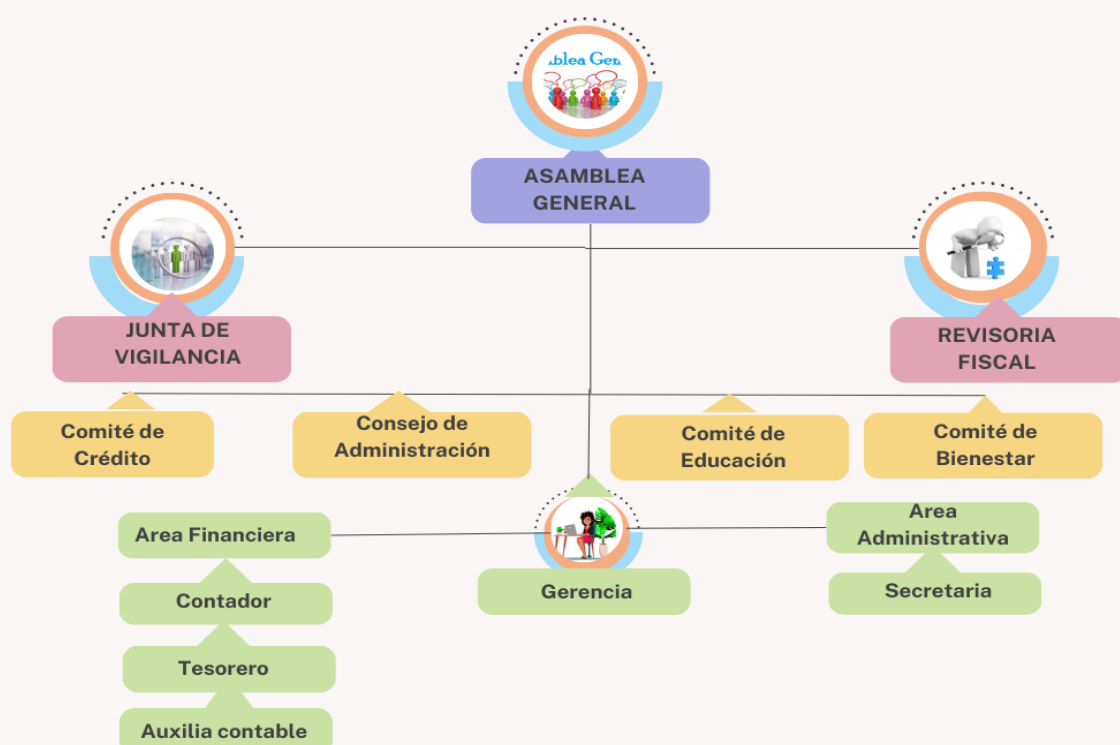 blea Gen
ASAMBLEA
GENERAL
JUNTA DE
VIGILANCIA
REVISORIA
FISCAL
Comité de
Crédito
Consejo de
Administración
Comité de
Educación
Comité de
Bienestar
Area Financiera
Area
Administrativa
Gerencia
Contador
Secretaria
Tesorero
Auxilia contable